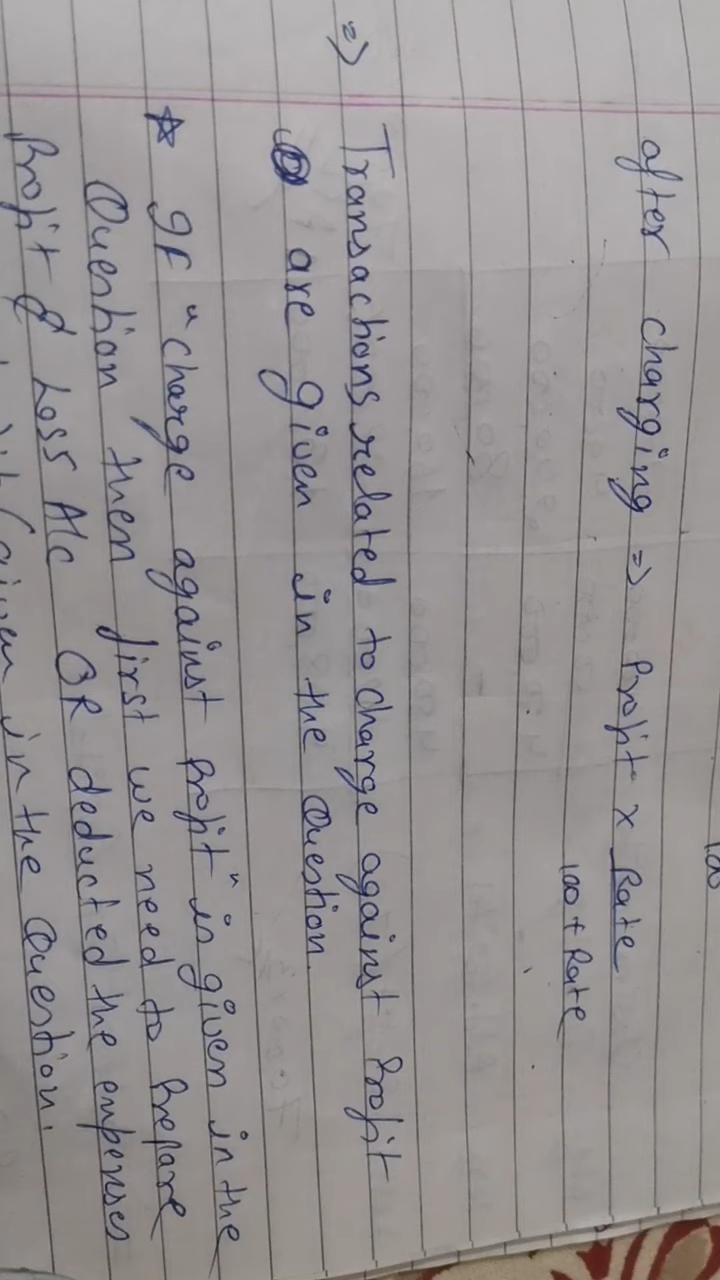 100
after charging => Profit x Rate
100 + Rate
=> Transactions related to charge against Profit
are given in the Question.
☆ If "charge against Profit" is given in the
Question then first we need to Prepare
Profit & Loss A/c OR deducted the expenses
given in the Question.